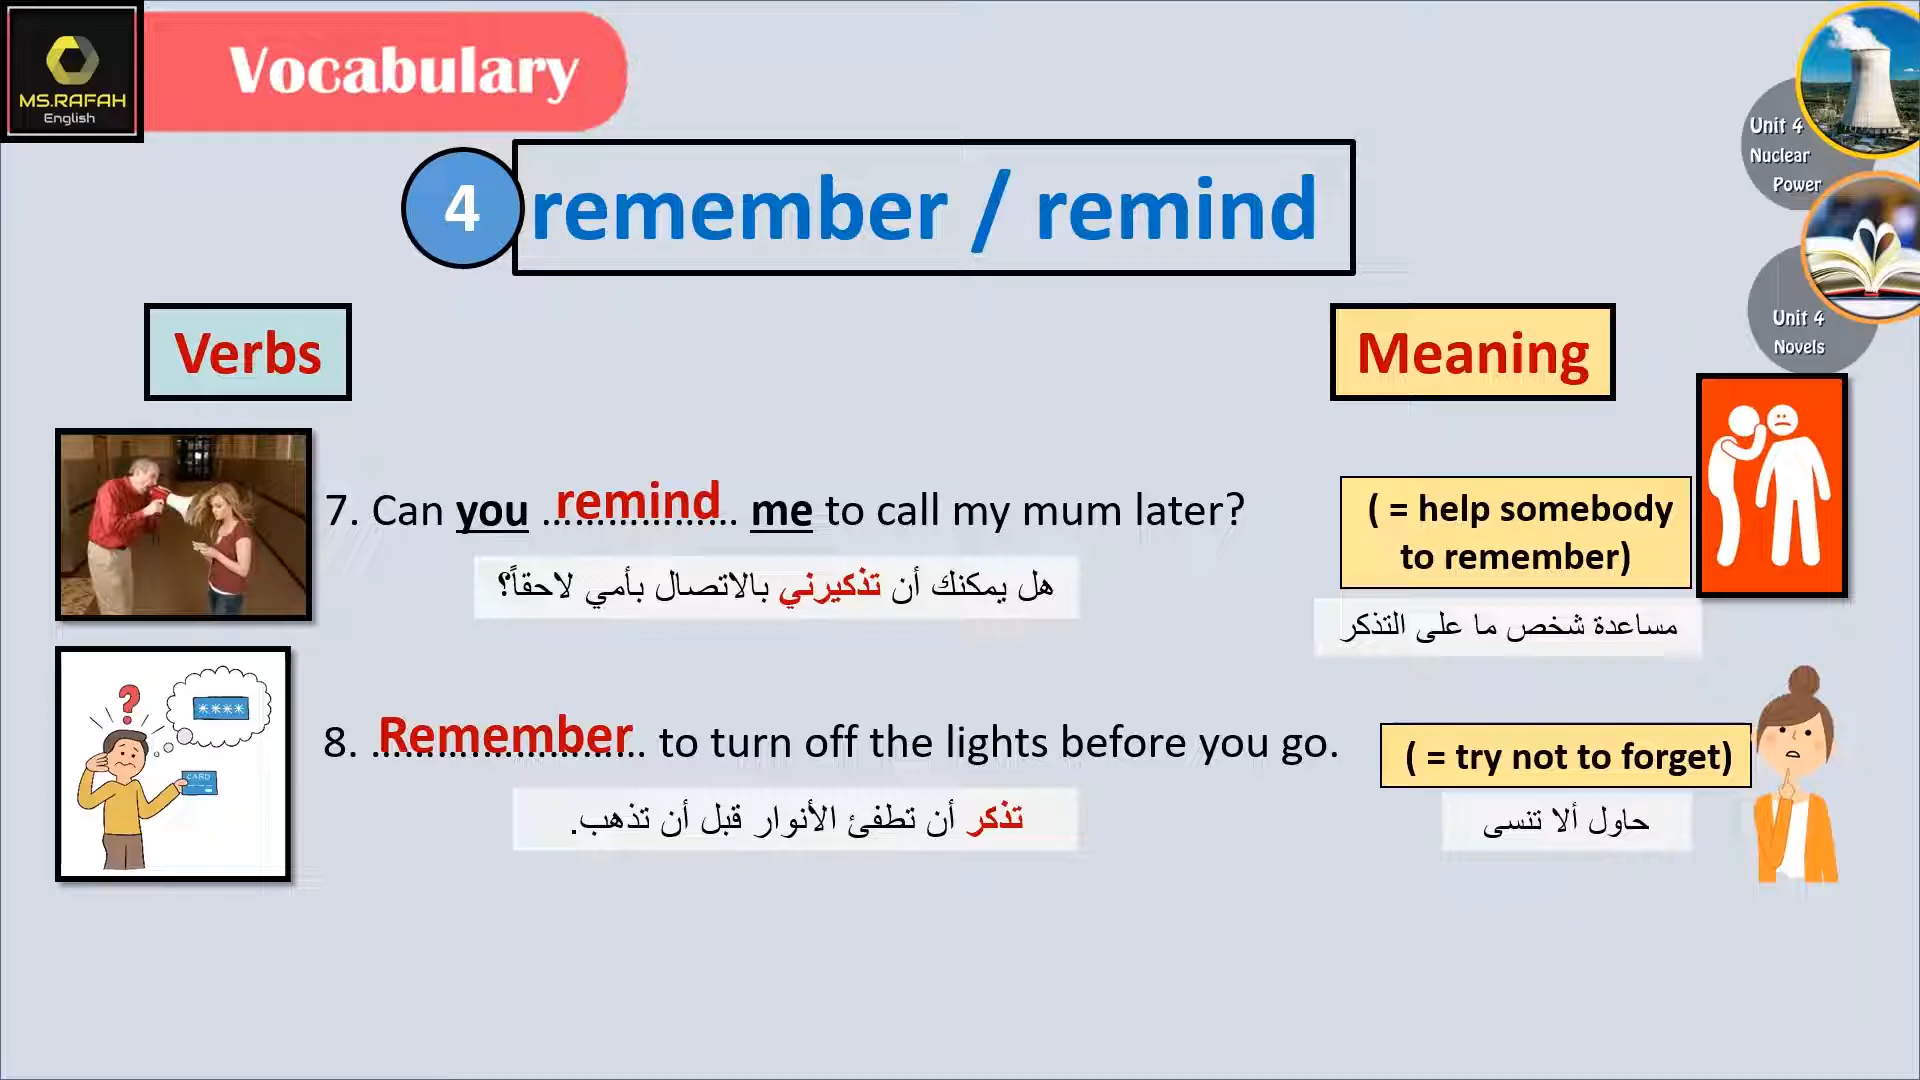 MS.RAFAH
English
Vocabulary
Unit 4
Nuclear
Power
4
remember / remind
Unit 4
Novels
Verbs
Meaning
7. Can you ................... remind me to call my mum later?
( = help somebody
to remember)
هل يمكنك أن تذكيرني بالاتصال بأمي لاحقاً؟
مساعدة شخص ما على التذكر
****
?
CARD
8. Remember to turn off the lights before you go.
( = try not to forget)
تذكر أن تطفئ الأنوار قبل أن تذهب.
حاول ألا تنسى